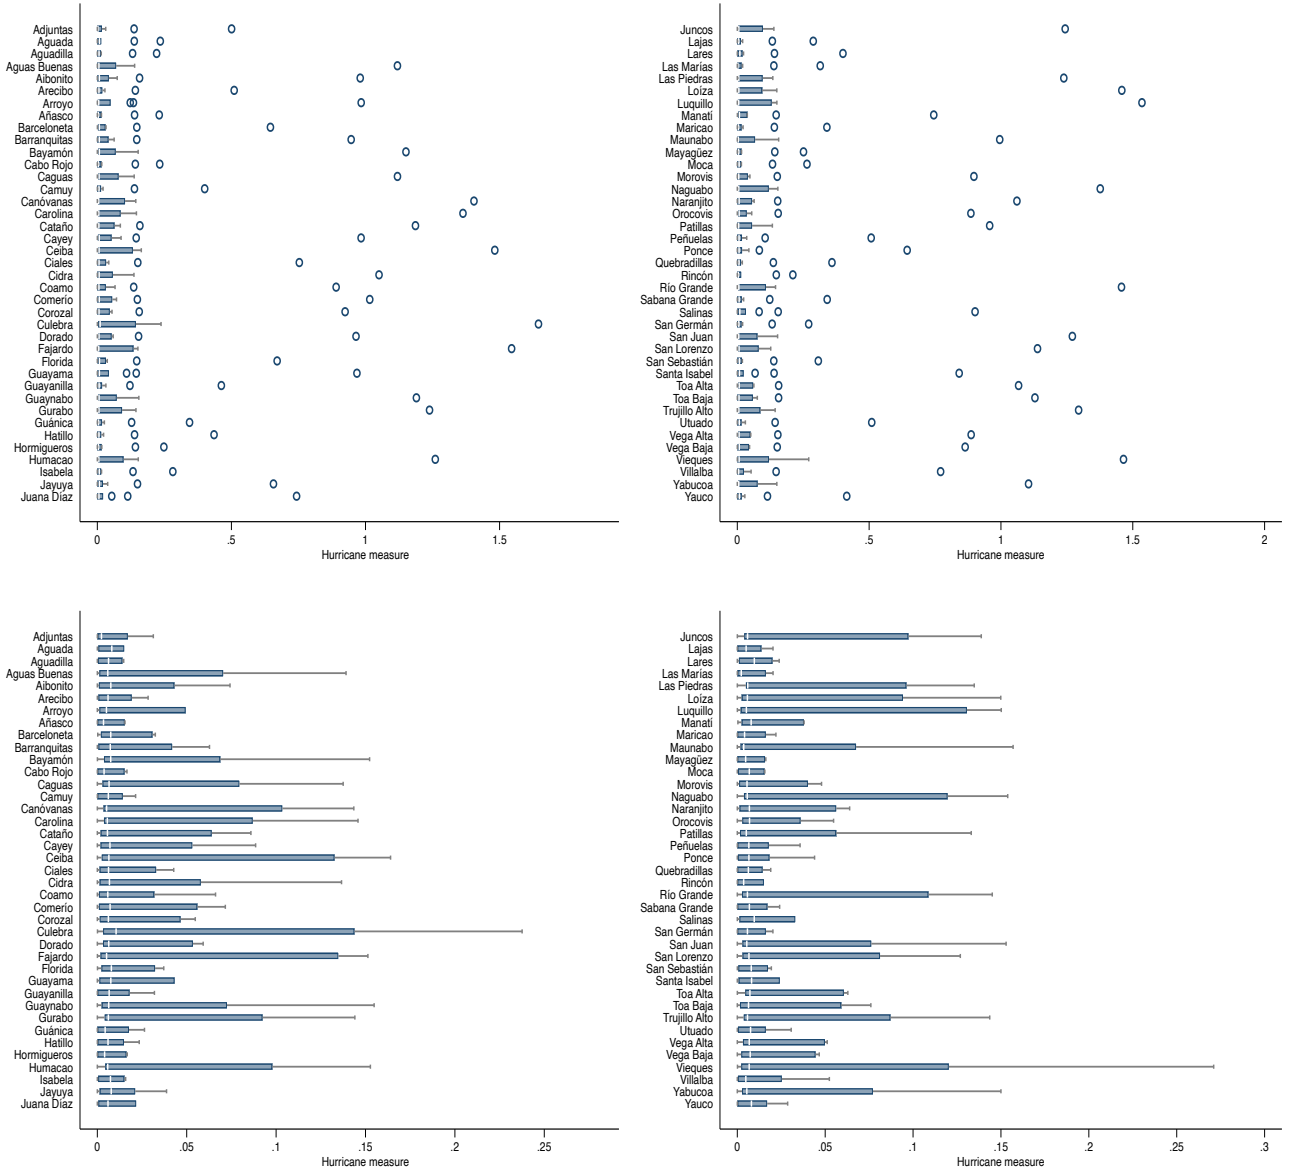 Adjuntas
Aguada
Aguadilla
Aguas Buenas
Aibonito
Arecibo
Arroyo
Añasco
Barceloneta
Barranquitas
Bayamón
Cabo Rojo
Caguas
Camuy
Canóvanas
Carolina
Cataño
Cayey
Ceiba
Ciales
Cidra
Coamo
Comerío
Corozal
Culebra
Dorado
Fajardo
Florida
Guayama
Guayanilla
Guaynabo
Gurabo
Guánica
Hatillo
Hormigueros
Humacao
Isabela
Jayuya
Juana Díaz
0 .5 1 1.5
Hurricane measure
Juncos
Lajas
Lares
Las Marías
Las Piedras
Loíza
Luquillo
Manatí
Maricao
Maunabo
Mayagüez
Moca
Morovis
Naguabo
Naranjito
Orocovis
Patillas
Peñuelas
Ponce
Quebradillas
Rincón
Río Grande
Sabana Grande
Salinas
San Germán
San Juan
San Lorenzo
San Sebastián
Santa Isabel
Toa Alta
Toa Baja
Trujillo Alto
Utuado
Vega Alta
Vega Baja
Vieques
Villalba
Yabucoa
Yauco
0 .5 1 1.5 2
Hurricane measure
Adjuntas
Aguada
Aguadilla
Aguas Buenas
Aibonito
Arecibo
Arroyo
Añasco
Barceloneta
Barranquitas
Bayamón
Cabo Rojo
Caguas
Camuy
Canóvanas
Carolina
Cataño
Cayey
Ceiba
Ciales
Cidra
Coamo
Comerío
Corozal
Culebra
Dorado
Fajardo
Florida
Guayama
Guayanilla
Guaynabo
Gurabo
Guánica
Hatillo
Hormigueros
Humacao
Isabela
Jayuya
Juana Díaz
0 .05 .1 .15 .2 .25
Hurricane measure
Juncos
Lajas
Lares
Las Marías
Las Piedras
Loíza
Luquillo
Manatí
Maricao
Maunabo
Mayagüez
Moca
Morovis
Naguabo
Naranjito
Orocovis
Patillas
Peñuelas
Ponce
Quebradillas
Rincón
Río Grande
Sabana Grande
Salinas
San Germán
San Juan
San Lorenzo
San Sebastián
Santa Isabel
Toa Alta
Toa Baja
Trujillo Alto
Utuado
Vega Alta
Vega Baja
Vieques
Villalba
Yabucoa
Yauco
0 .05 .1 .15 .2 .25 .3
Hurricane measure